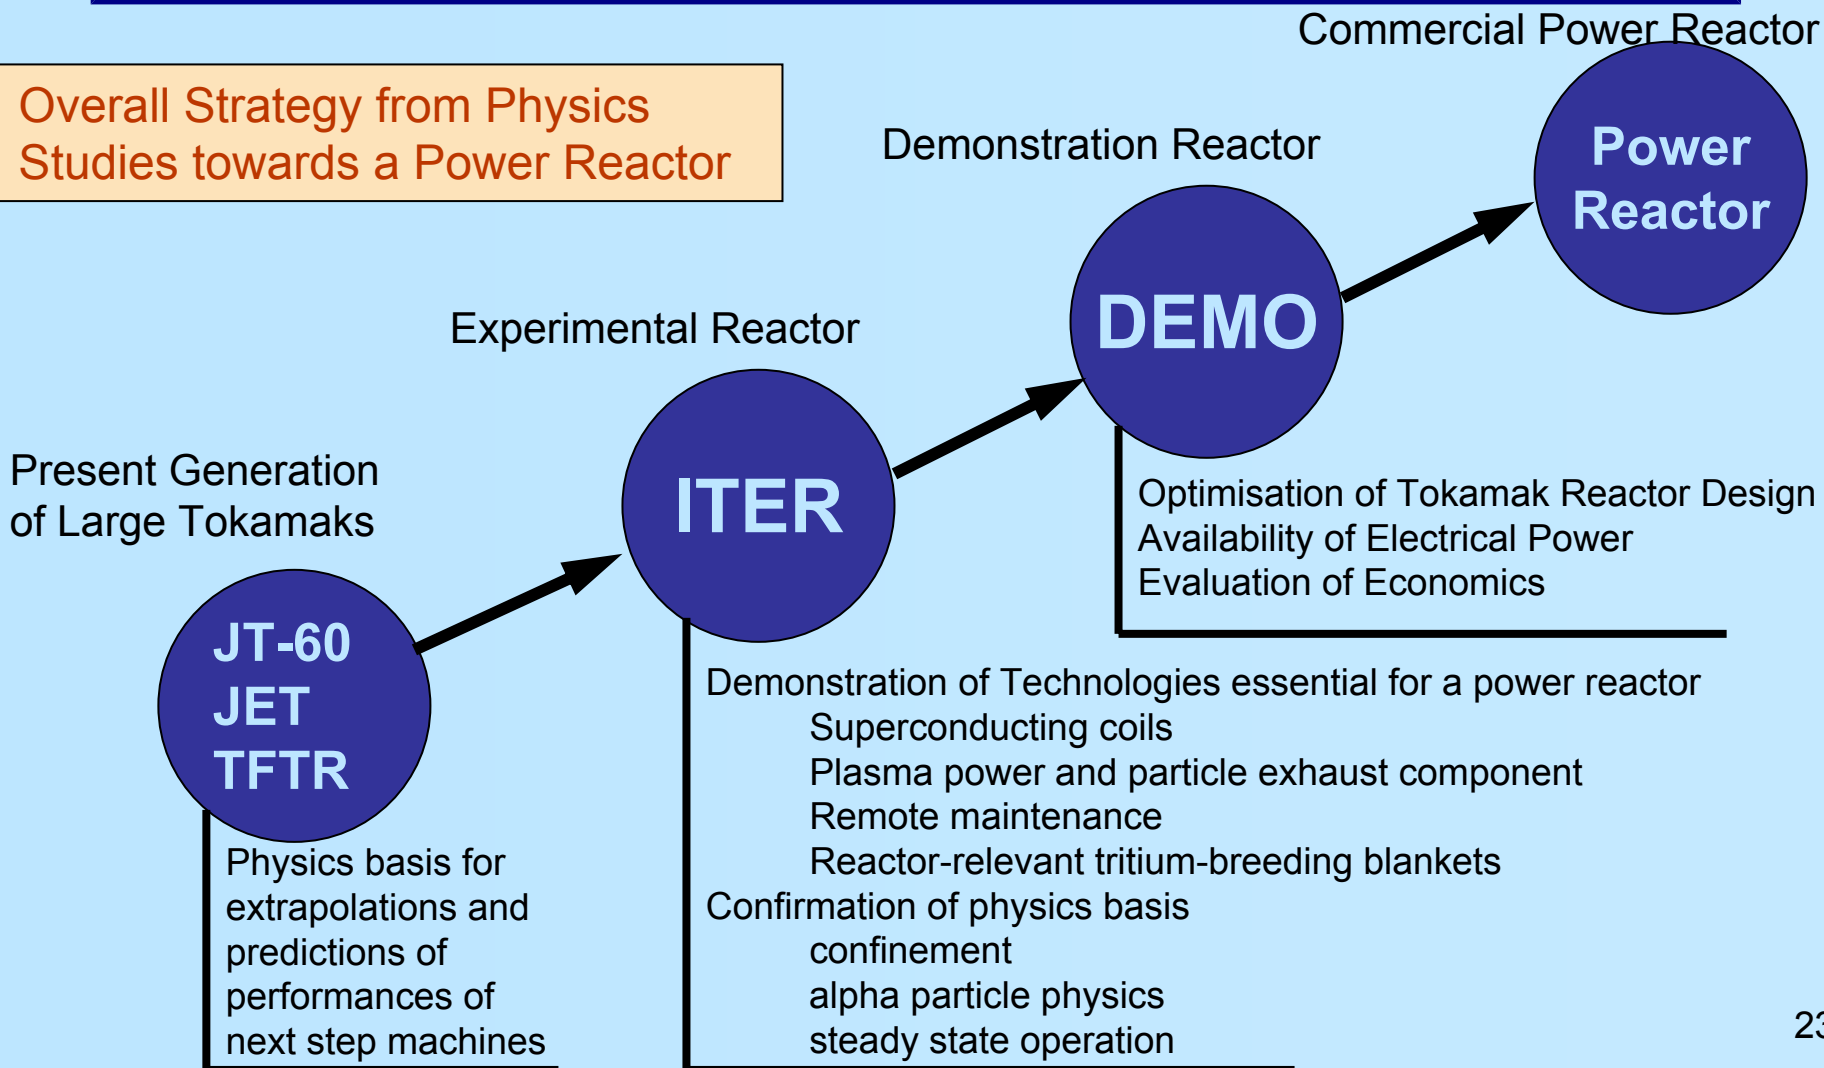 Commercial Power Reactor
Overall Strategy from Physics
Studies towards a Power Reactor
Demonstration Reactor
Power
Reactor
DEMO
Experimental Reactor
ITER
Present Generation
of Large Tokamaks
Optimisation of Tokamak Reactor Design
Availability of Electrical Power
Evaluation of Economics
JT-60
JET
TFTR
Demonstration of Technologies essential for a power reactor
Superconducting coils
Plasma power and particle exhaust component
Remote maintenance
Reactor-relevant tritium-breeding blankets
Confirmation of physics basis
confinement
alpha particle physics
steady state operation
Physics basis for
extrapolations and
predictions of
performances of
next step machines
23